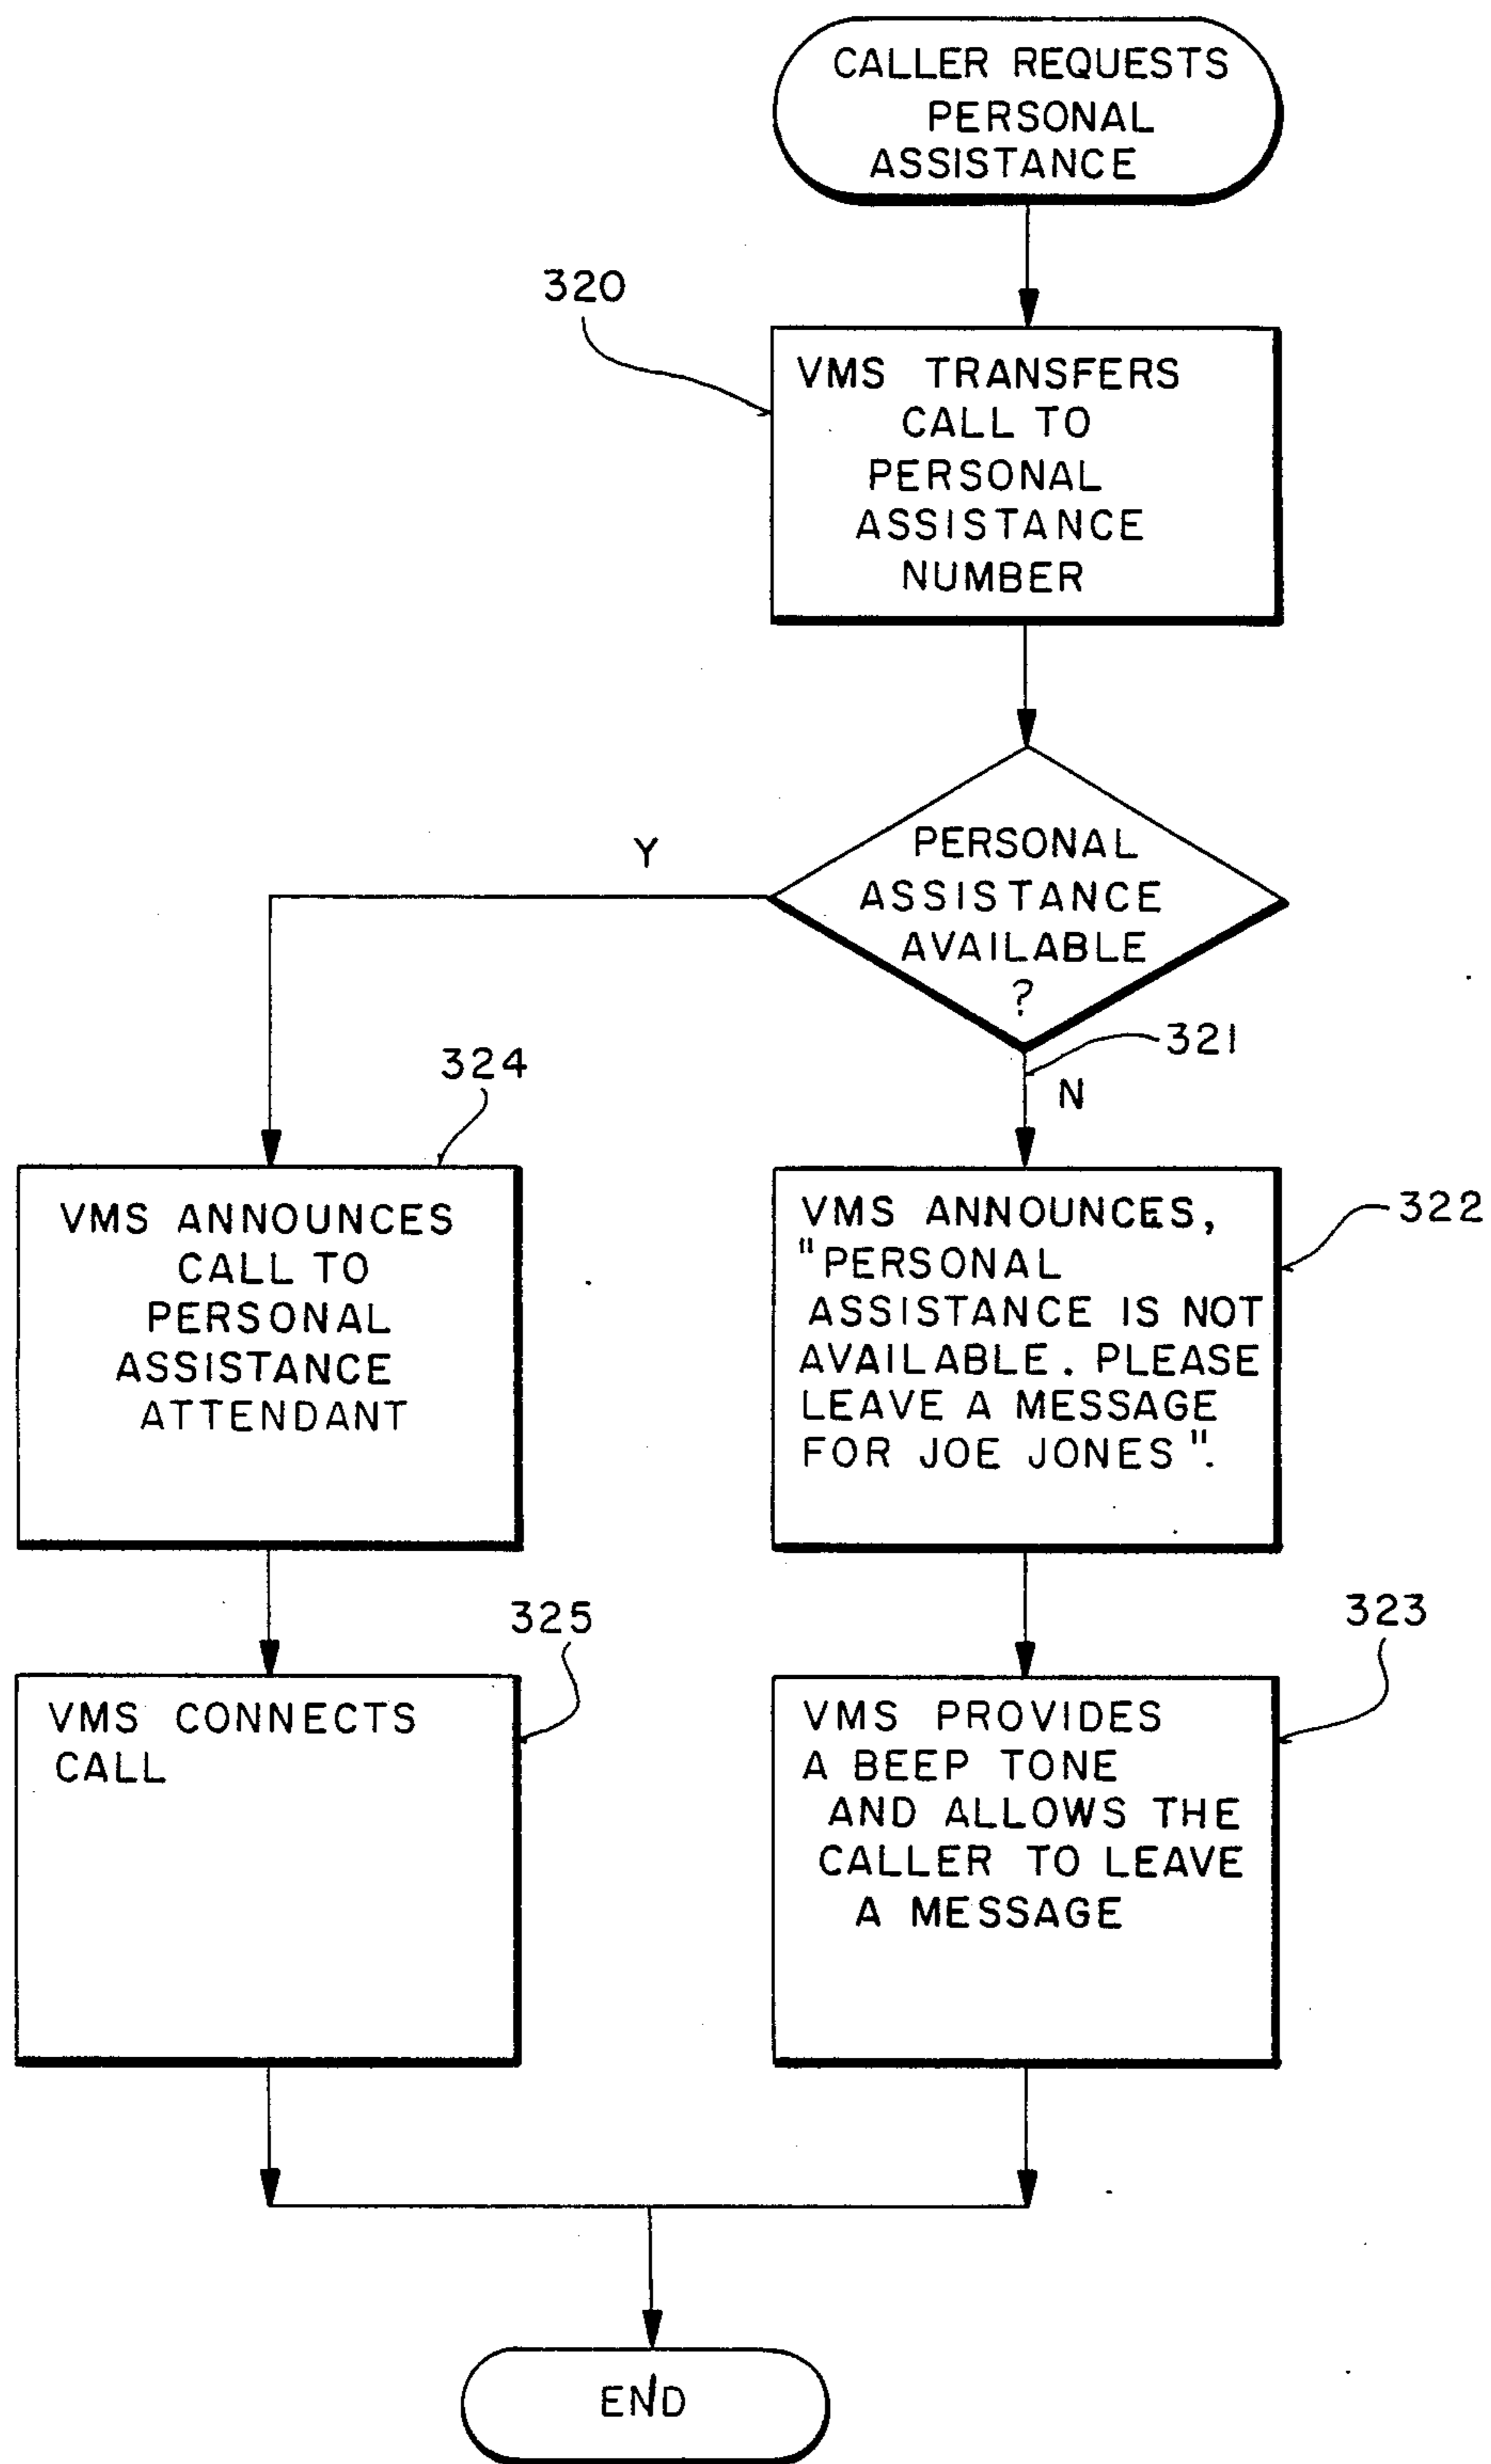 CALLER REQUESTS
PERSONAL
ASSISTANCE
320
VMS TRANSFERS
CALL TO
PERSONAL
ASSISTANCE
NUMBER
PERSONAL
ASSISTANCE
AVAILABLE
?
Y
321
N
324
VMS ANNOUNCES
CALL TO
PERSONAL
ASSISTANCE
ATTENDANT
322
VMS ANNOUNCES,
"PERSONAL
ASSISTANCE IS NOT
AVAILABLE. PLEASE
LEAVE A MESSAGE
FOR JOE JONES".
325
VMS CONNECTS
CALL
323
VMS PROVIDES
A BEEP TONE
AND ALLOWS THE
CALLER TO LEAVE
A MESSAGE
END